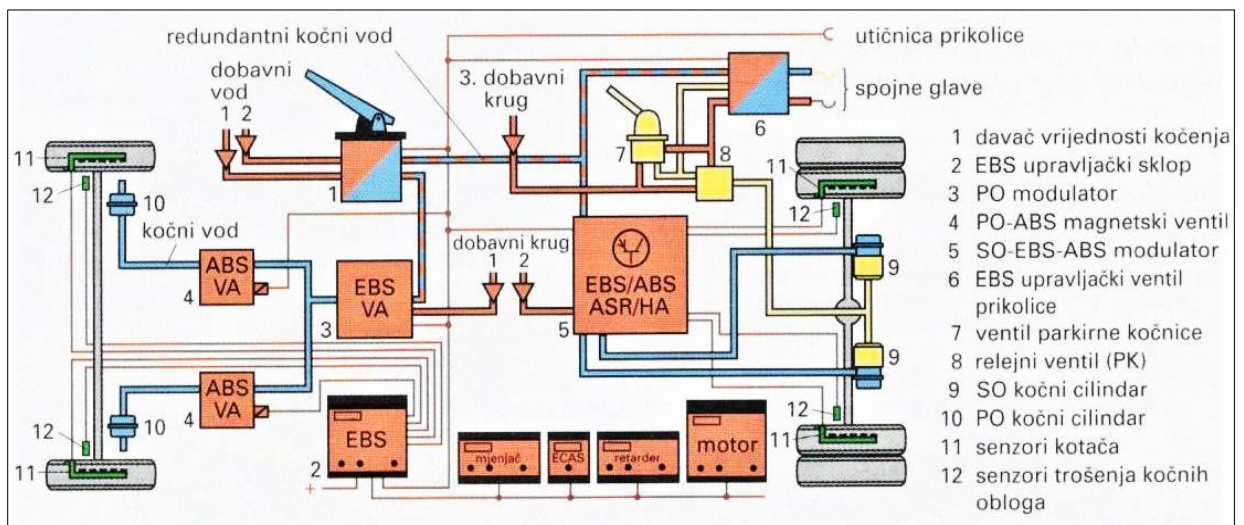 redundantni kočni vod
utičnica prikolice
dobavni
vod
1 2
3. dobavni
krug
spojne glave
6
7
8
1
11
12
10
kočni vod
ABS
VA
4
EBS
VA
3
dobavni krug
1 2
EBS/ABS
ASR/HA
5
11
12
9
9
ABS
VA
4
10
12
11
EBS
2
+
mjenjač
ECAS
retarder
motor
12
11
1 davač vrijednosti kočenja
2 EBS upravljački sklop
3 PO modulator
4 PO-ABS magnetski ventil
5 SO-EBS-ABS modulator
6 EBS upravljački ventil
prikolice
7 ventil parkirne kočnice
8 relejni ventil (PK)
9 SO kočni cilindar
10 PO kočni cilindar
11 senzori kotača
12 senzori trošenja kočnih
obloga